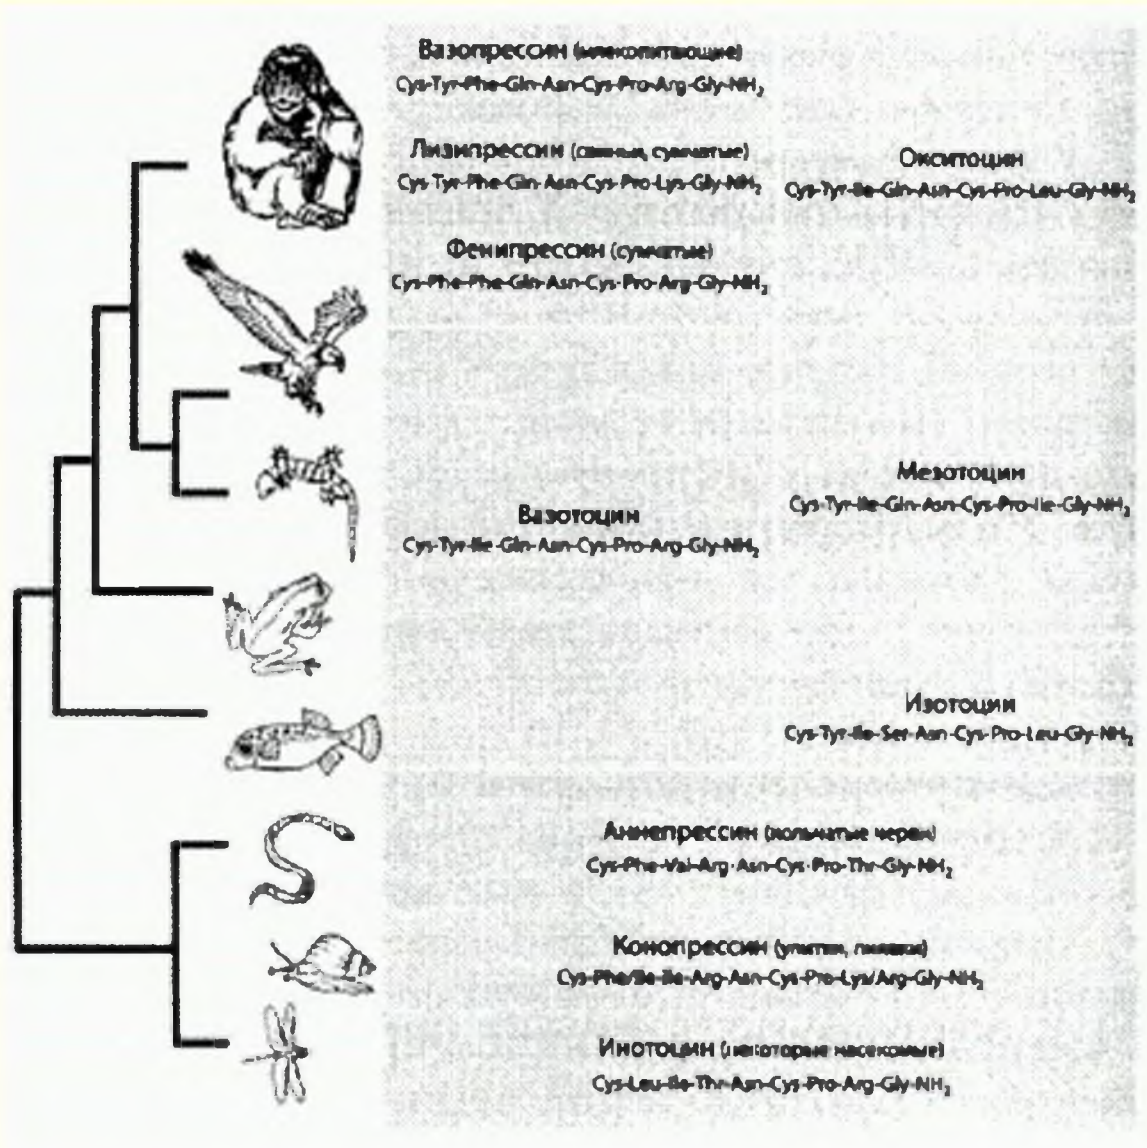 Вазопрессин (млекопитающие)
Cys-Tyr-Phe-Gln-Asn-Cys-Pro-Arg-Gly-NH2
Лизипрессин (свиньи, сумчатые)
Cys-Tyr-Phe-Gln-Asn-Cys-Pro-Lys-Gly-NH2
Окситоцин
Cys-Tyr-Ile-Gln-Asn-Cys-Pro-Leu-Gly-NH2
Фенипрессин (сумчатые)
Cys-Phe-Phe-Gln-Asn-Cys-Pro-Arg-Gly-NH2
Мезотоцин
Cys-Tyr-Ile-Gln-Asn-Cys-Pro-Ile-Gly-NH2
Вазотоцин
Cys-Tyr-Ile-Gln-Asn-Cys-Pro-Arg-Gly-NH2
Изотоцин
Cys-Tyr-Ile-Ser-Asn-Cys-Pro-Leu-Gly-NH2
Аннепрессин (кольчатые черви)
Cys-Phe-Val-Arg-Asn-Cys-Pro-Thr-Gly-NH2
Конопрессин (улитки, пиявки)
Cys-Phe/Ile-Ile-Arg-Asn-Cys-Pro-Lys/Arg-Gly-NH2
Инотоцин (некоторые насекомые)
Cys-Leu-Ile-Thr-Asn-Cys-Pro-Arg-Gly-NH2